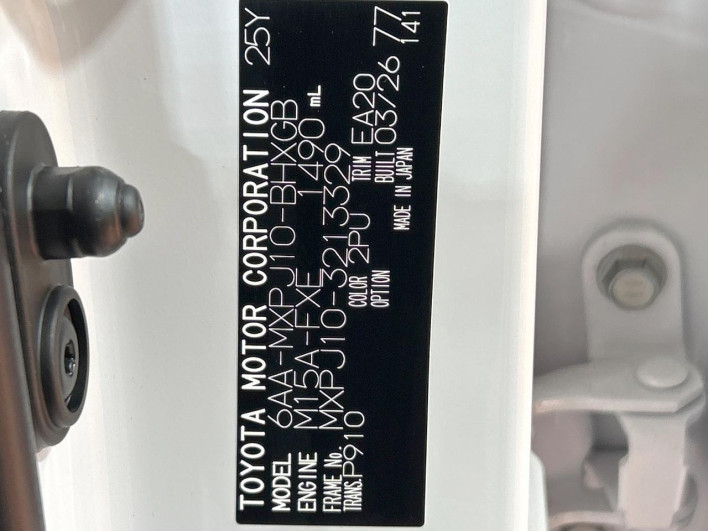 TOYOTA MOTOR CORPORATION 25Y
MODEL 6AA-MXPJ10-BHXGB
ENGINE M15A-FXE 1490 mL
FRAME No. MXPJ10-3213329
TRANS. P910 COLOR 2PU TRIM EA20
OPTION BUILT 03/26 77
MADE IN JAPAN 141